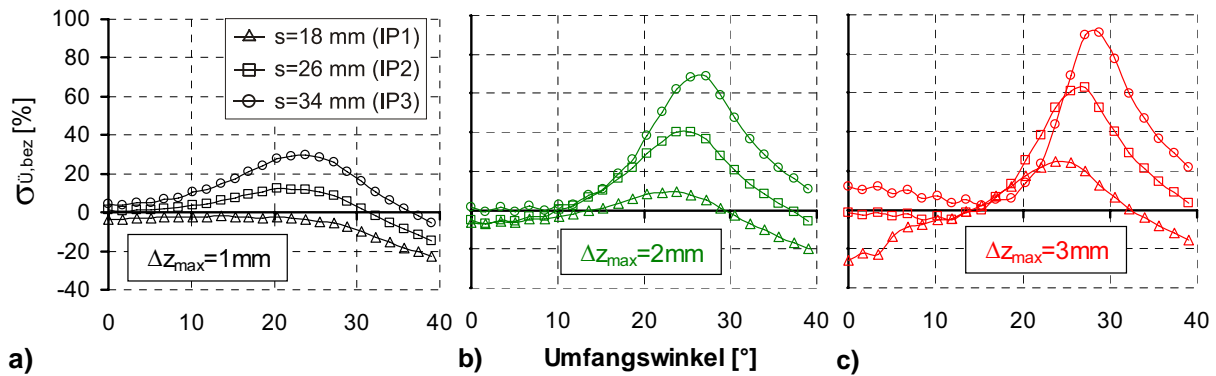 100
80
60
40
20
0
-20
-40
σÜ,bez [%]
s=18 mm (IP1)
s=26 mm (IP2)
s=34 mm (IP3)
Δzmax=1mm
Δzmax=2mm
Δzmax=3mm
0 10 20 30 40
0 10 20 30 40
0 10 20 30 40
a)
b)
Umfangswinkel [°]
c)